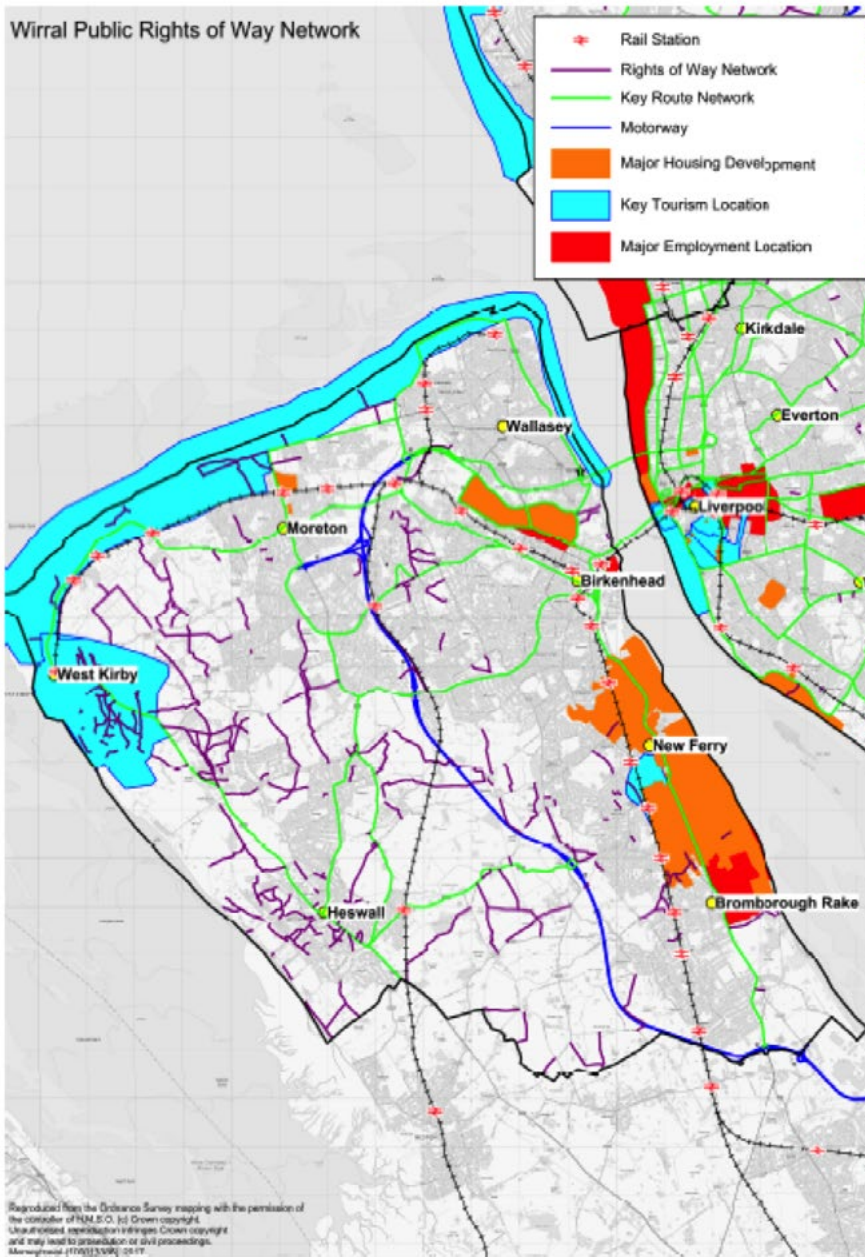 Wirral Public Rights of Way Network
Rail Station
Rights of Way Network
Key Route Network
Motorway
Major Housing Development
Key Tourism Location
Major Employment Location
Kirkdale
Everton
Wallasey
Liverpool
Moreton
Birkenhead
West Kirby
New Ferry
Bromborough Rake
Heswall
Reproduced from the Ordnance Survey mapping with the permission of
the controller of H.M.S.O. (c) Crown copyright.
Unauthorised reproduction infringes Crown copyright
and may lead to prosecution or civil proceedings.
2017